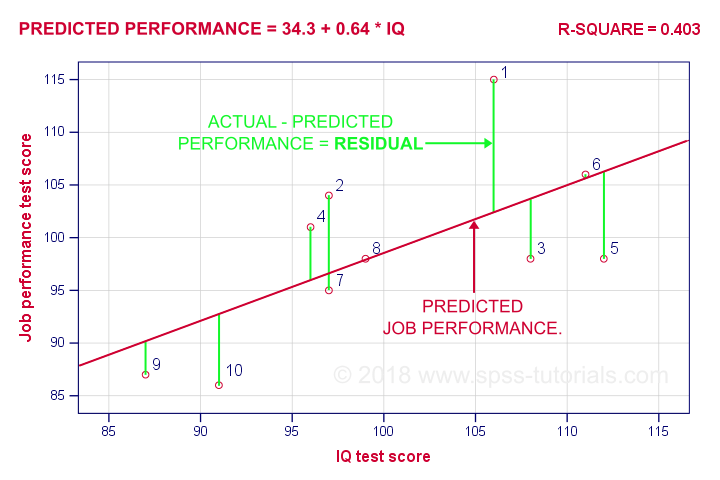 PREDICTED PERFORMANCE = 34.3 + 0.64 * IQ
R-SQUARE = 0.403
ACTUAL - PREDICTED
PERFORMANCE = RESIDUAL
PREDICTED
JOB PERFORMANCE.
1
2
4
6
8
3
5
7
9
10
© 2018 www.spss-tutorials.com
Job performance test score
115
110
105
100
95
90
85
85
90
95
100
105
110
115
IQ test score